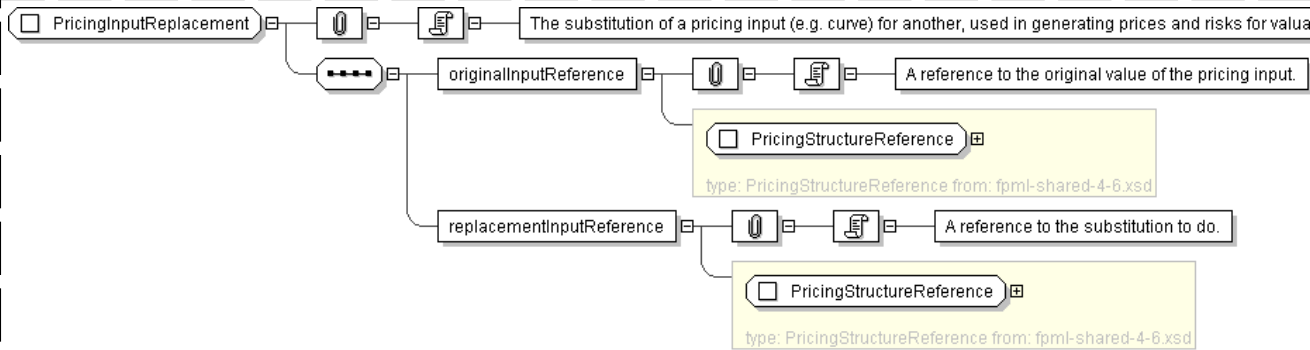 PricingInputReplacement
The substitution of a pricing input (e.g. curve) for another, used in generating prices and risks for valua
originalInputReference
A reference to the original value of the pricing input.
PricingStructureReference
type: PricingStructureReference from: fpml-shared-4-6.xsd
replacementInputReference
A reference to the substitution to do.
PricingStructureReference
type: PricingStructureReference from: fpml-shared-4-6.xsd